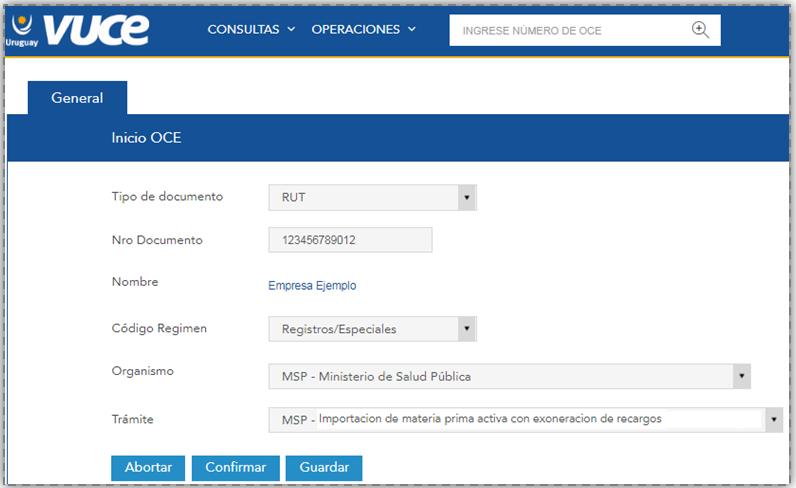 Uruguay VUCE CONSULTAS OPERACIONES INGRESE NÚMERO DE OCE
General
Inicio OCE
Tipo de documento RUT
Nro Documento 123456789012
Nombre Empresa Ejemplo
Código Regimen Registros/Especiales
Organismo MSP - Ministerio de Salud Pública
Trámite MSP - Importacion de materia prima activa con exoneracion de recargos
Abortar Confirmar Guardar